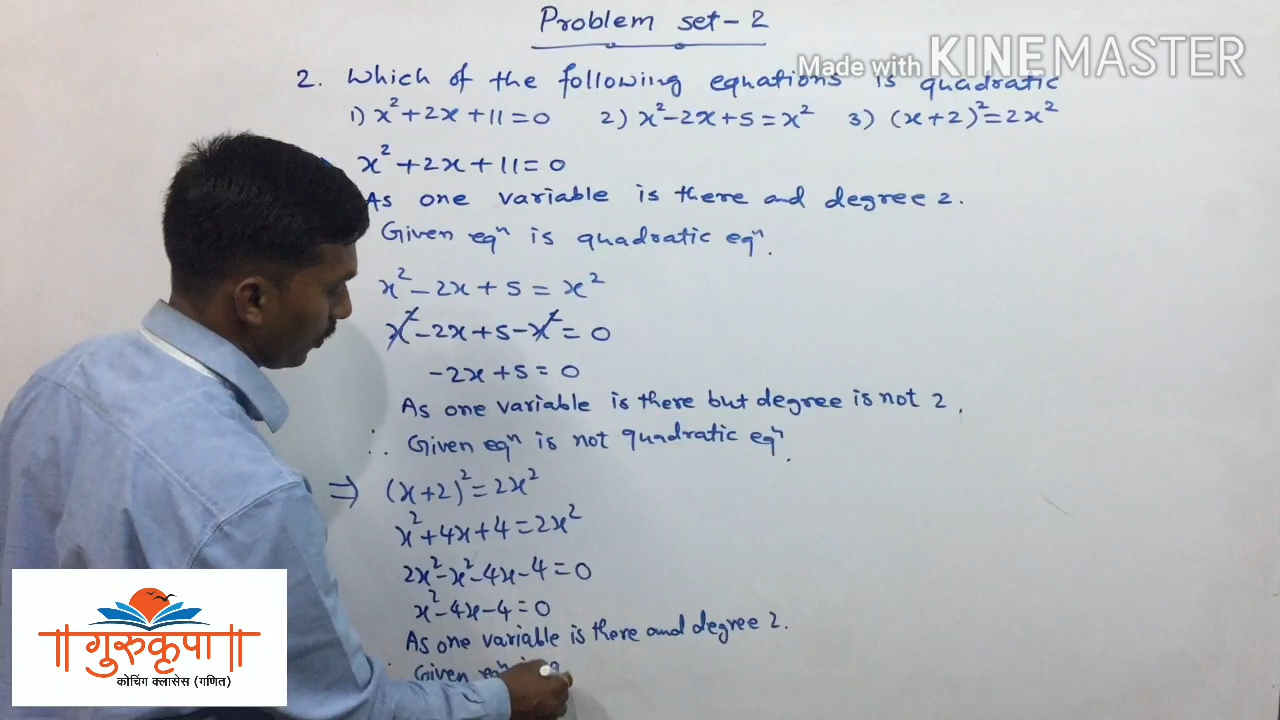 Problem set - 2
Made with KINEMASTER
2. Which of the following equations is quadratic
1) x²+2x+11=0 2) x²-2x+5=x² 3) (x+2)²=2x²
x²+2x+11=0
As one variable is there and degree 2.
Given eqⁿ is quadratic eqⁿ.
x²-2x+5=x²
x²-2x+5-x²=0
-2x+5=0
As one variable is there but degree is not 2.
∴ Given eqⁿ is not quadratic eqⁿ.
⇒ (x+2)²=2x²
x²+4x+4=2x²
2x²-x²-4x-4=0
x²-4x-4=0
As one variable is there and degree 2.
Given eqⁿ is
॥ गुरुकृपा ॥
कोचिंग क्लासेस (गणित)